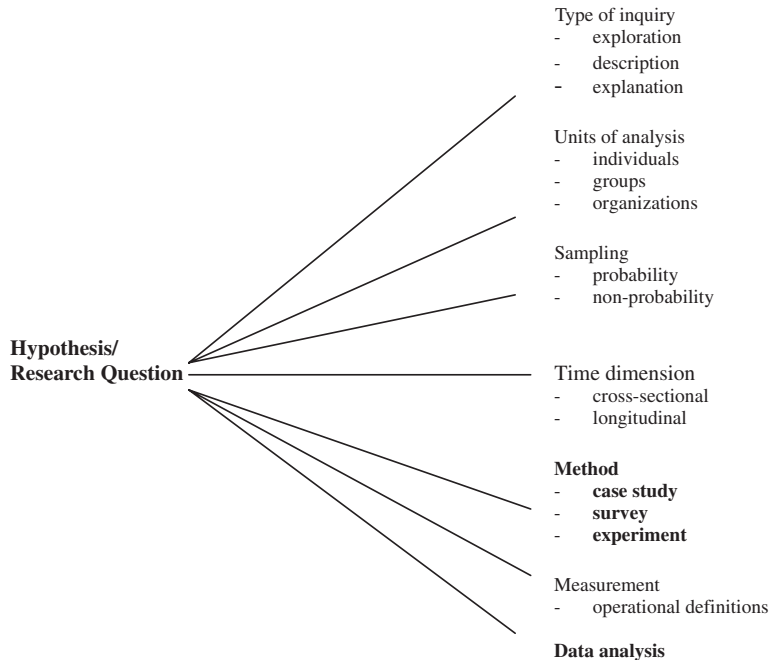 Type of inquiry
- exploration
- description
- explanation
Units of analysis
- individuals
- groups
- organizations
Sampling
- probability
- non-probability
Hypothesis/
Research Question
Time dimension
- cross-sectional
- longitudinal
Method
- case study
- survey
- experiment
Measurement
- operational definitions
Data analysis